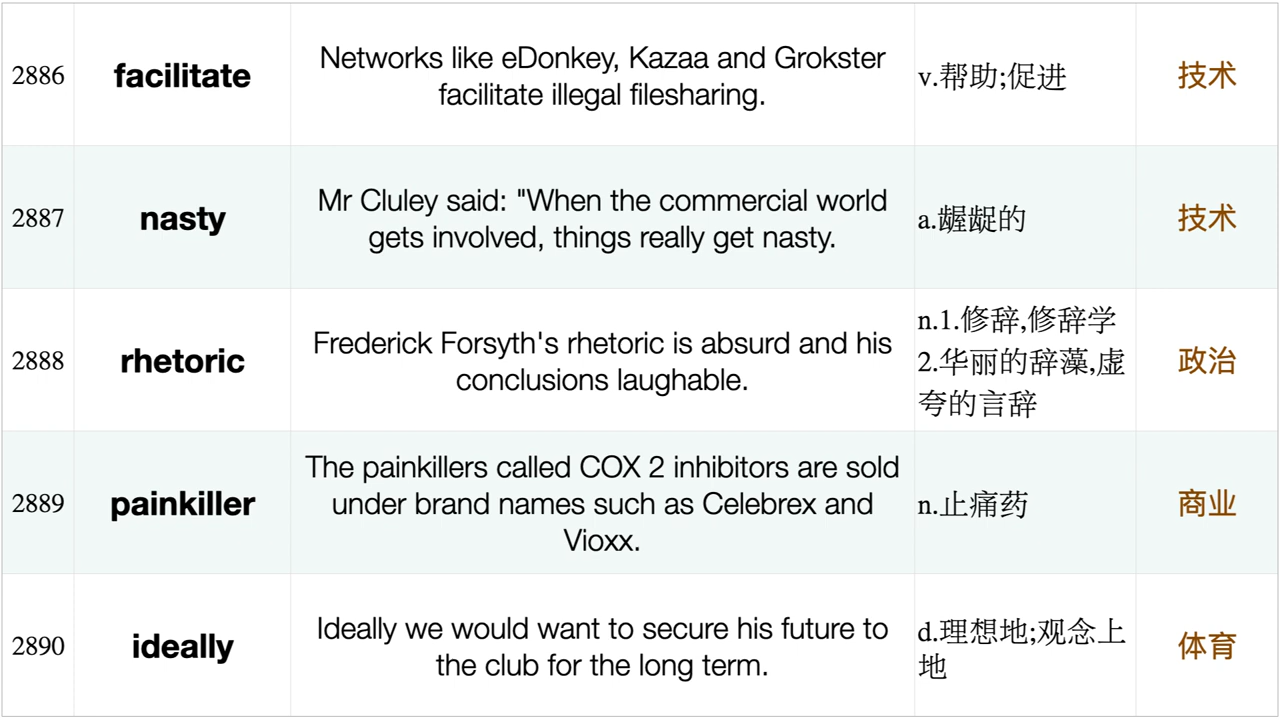 2886
facilitate
Networks like eDonkey, Kazaa and Grokster
facilitate illegal filesharing.
v.帮助;促进
技术
2887
nasty
Mr Cluley said: "When the commercial world
gets involved, things really get nasty.
a.龌龊的
技术
2888
rhetoric
Frederick Forsyth's rhetoric is absurd and his
conclusions laughable.
n.1.修辞,修辞学
2.华丽的辞藻,虚
夸的言辞
政治
2889
painkiller
The painkillers called COX 2 inhibitors are sold
under brand names such as Celebrex and
Vioxx.
n.止痛药
商业
2890
ideally
Ideally we would want to secure his future to
the club for the long term.
d.理想地;观念上
地
体育